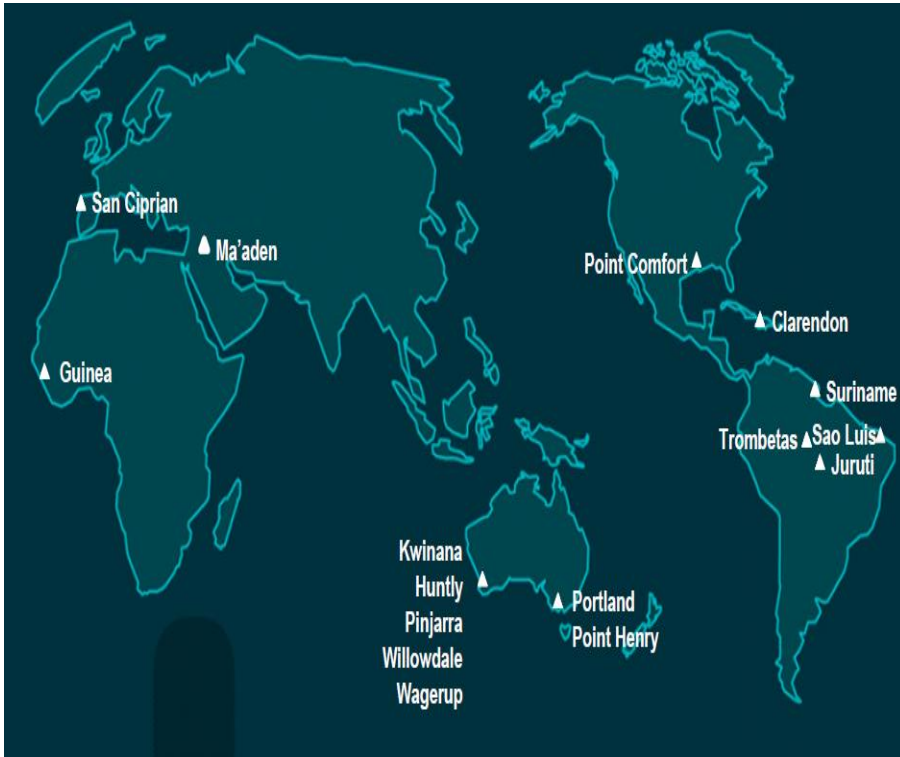 San Ciprian
Ma'aden
Point Comfort
Clarendon
Guinea
Suriname
Trombetas
Sao Luis
Juruti
Kwinana
Huntly
Pinjarra
Willowdale
Wagerup
Portland
Point Henry